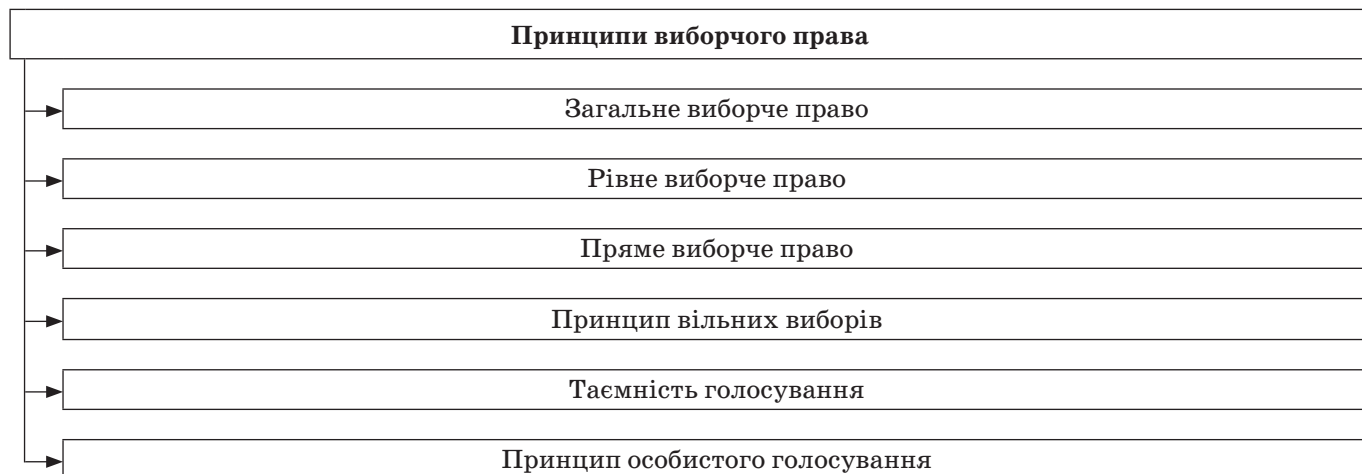 Принципи виборчого права
Загальне виборче право
Рівне виборче право
Пряме виборче право
Принцип вільних виборів
Таємність голосування
Принцип особистого голосування